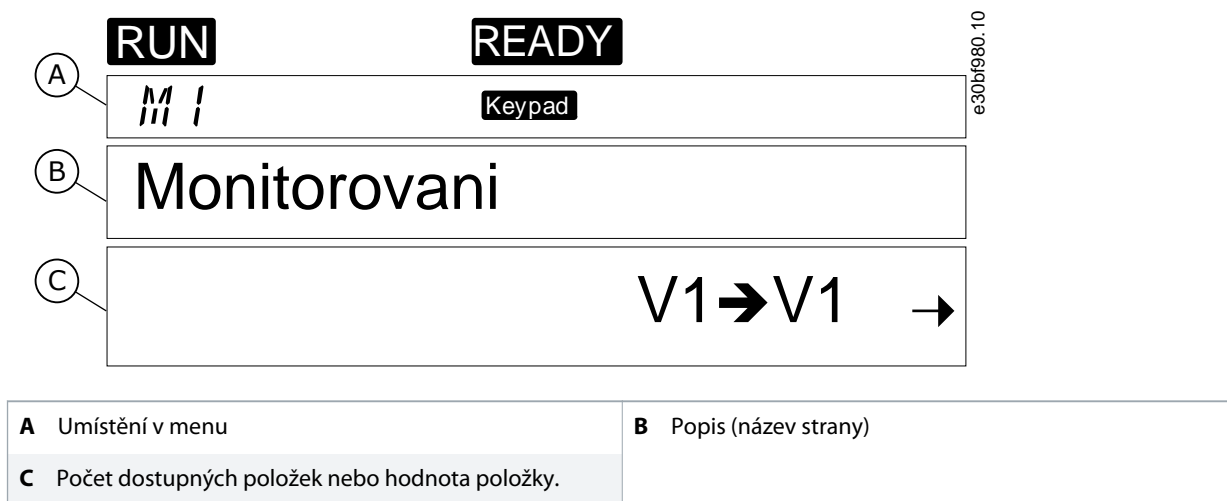 RUN READY
e30bf980.10
A M1 Keypad
B Monitorovani
C V1➔V1 →
A Umístění v menu B Popis (název strany)
C Počet dostupných položek nebo hodnota položky.